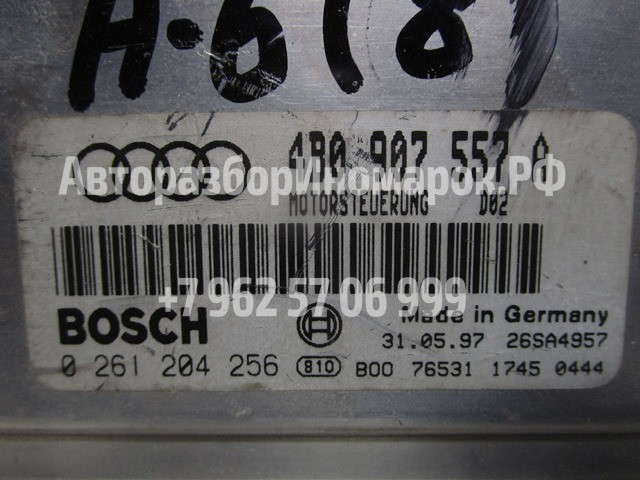 A-6 (8)
4B0 907 557 A
АвторазборИномарок.РФ
MOTORSTEUERUNG D02
+7 962 57 06 999
BOSCH Made in Germany
31.05.97 26SA4957
0 261 204 256 810 B00 76531 1745 0444